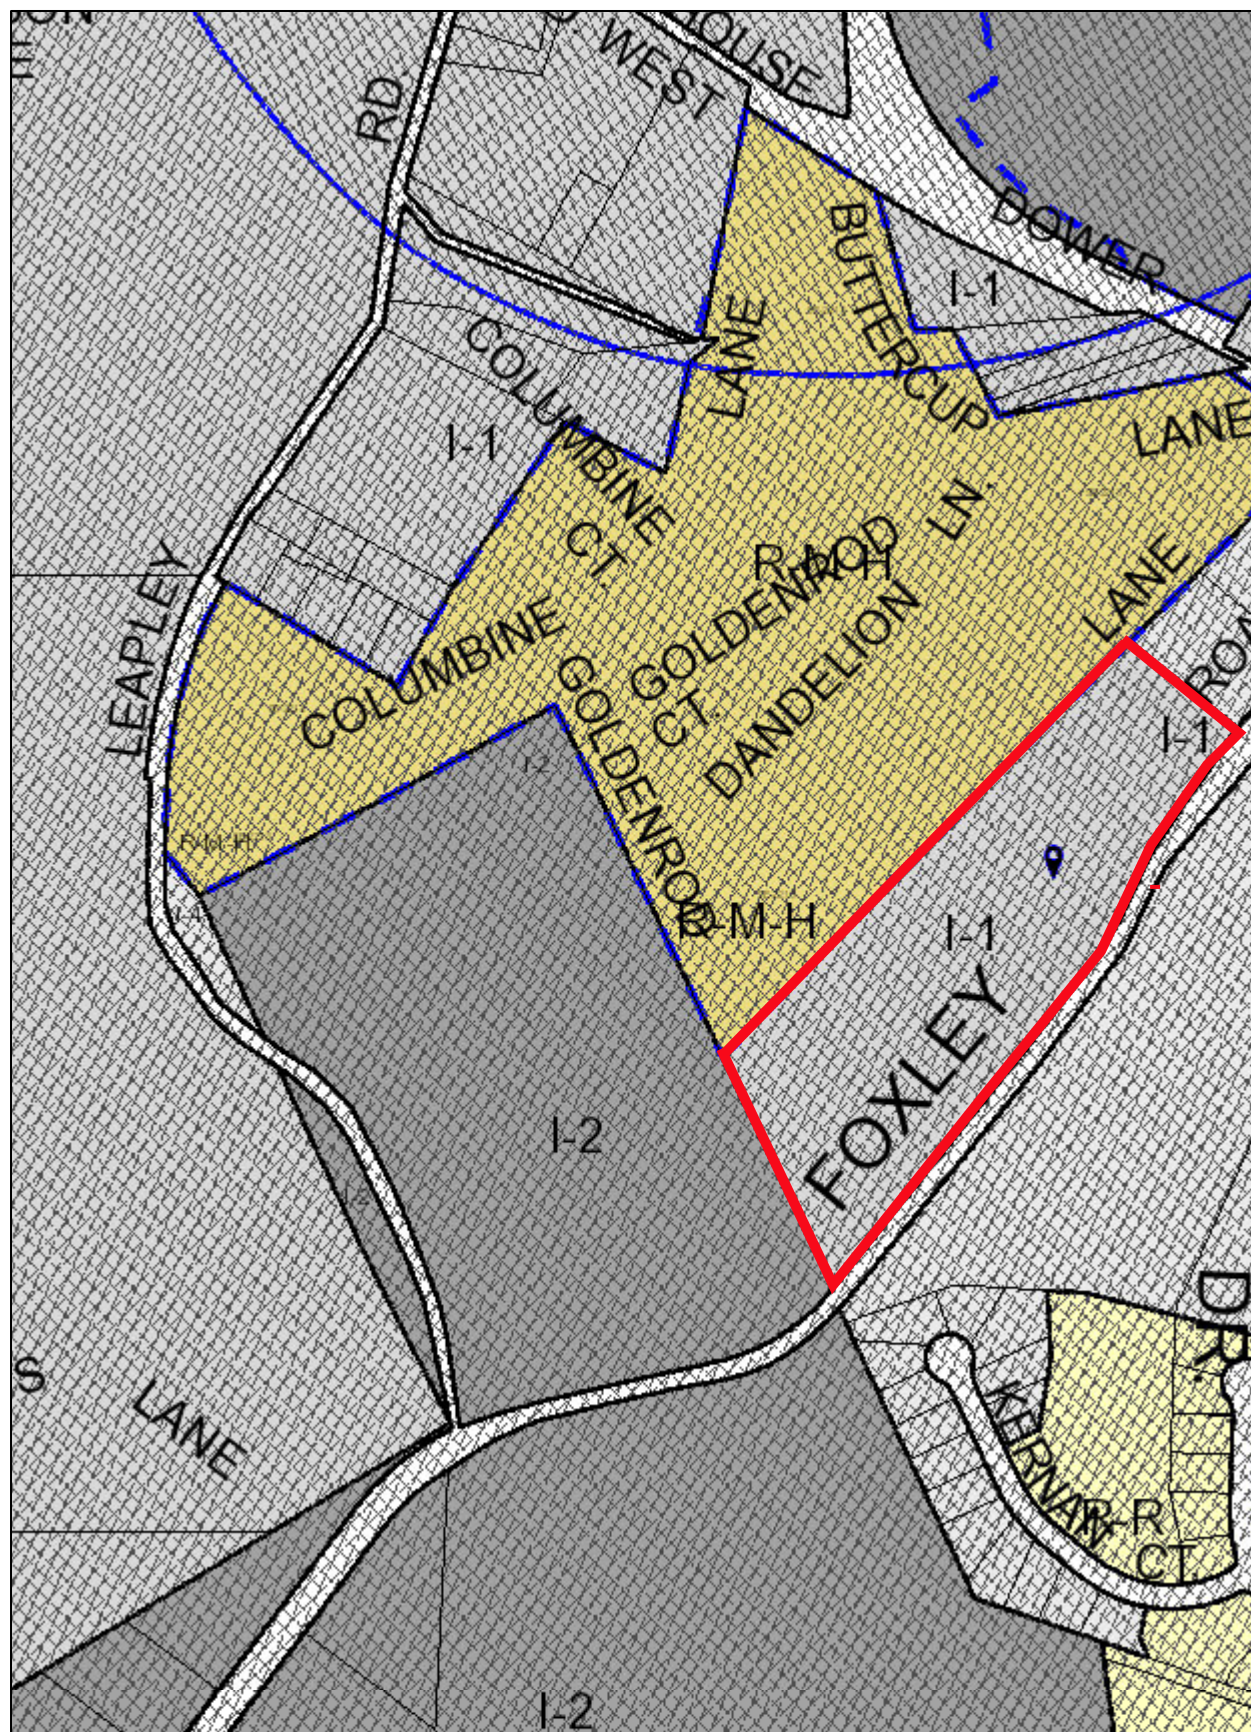 HOUSE
WEST
RD
DOWER
I-1
BUTTERCUP
LANE
COLUMBINE
LANE
I-1
CT.
LN.
R-M-H
GOLDENROD
CT.
LANE
LEAPLEY
COLUMBINE
GOLDENROD
DANDELION
I-1
R-M-H
I-1
FOXLEY
I-2
DR.
S
LANE
KERNAN
R-R
CT.
I-2